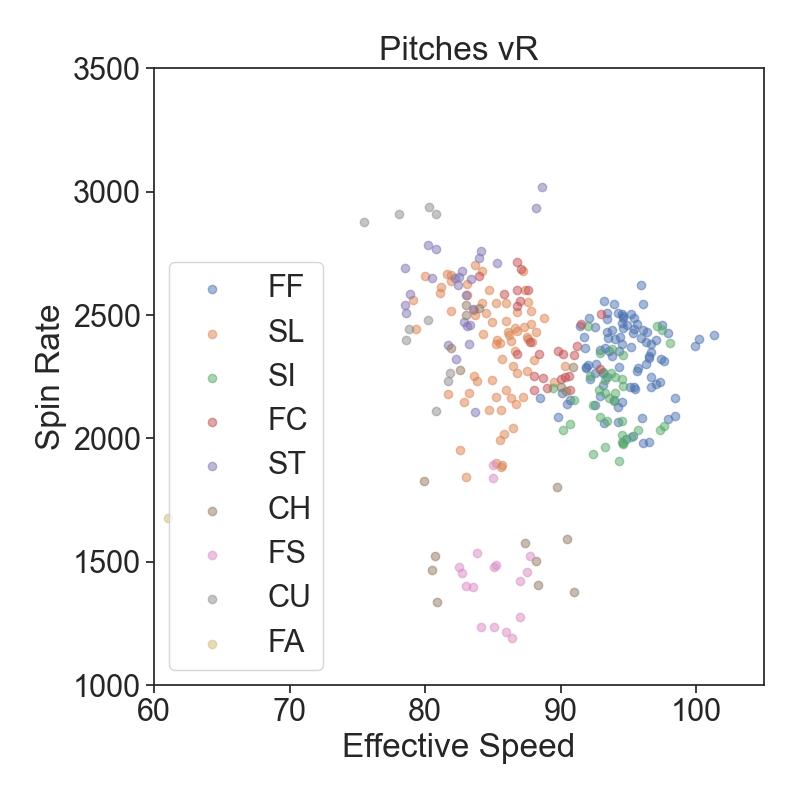 Pitches vR
3500
3000
2500
2000
1500
1000
Spin Rate
FF
SL
SI
FC
ST
CH
FS
CU
FA
60 70 80 90 100
Effective Speed